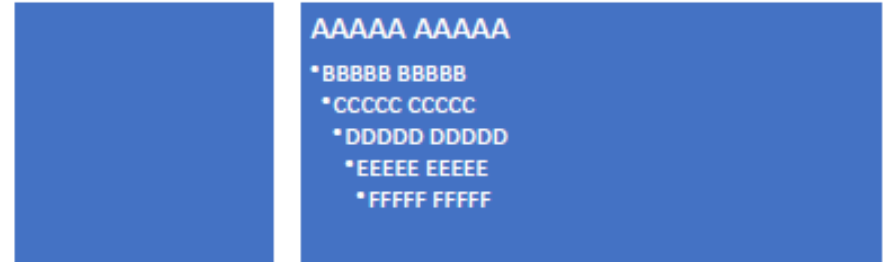 AAAAA AAAAA
•BBBBB BBBBB
•CCCCC CCCCC
•DDDDD DDDDD
•EEEEE EEEEE
•FFFFF FFFFF